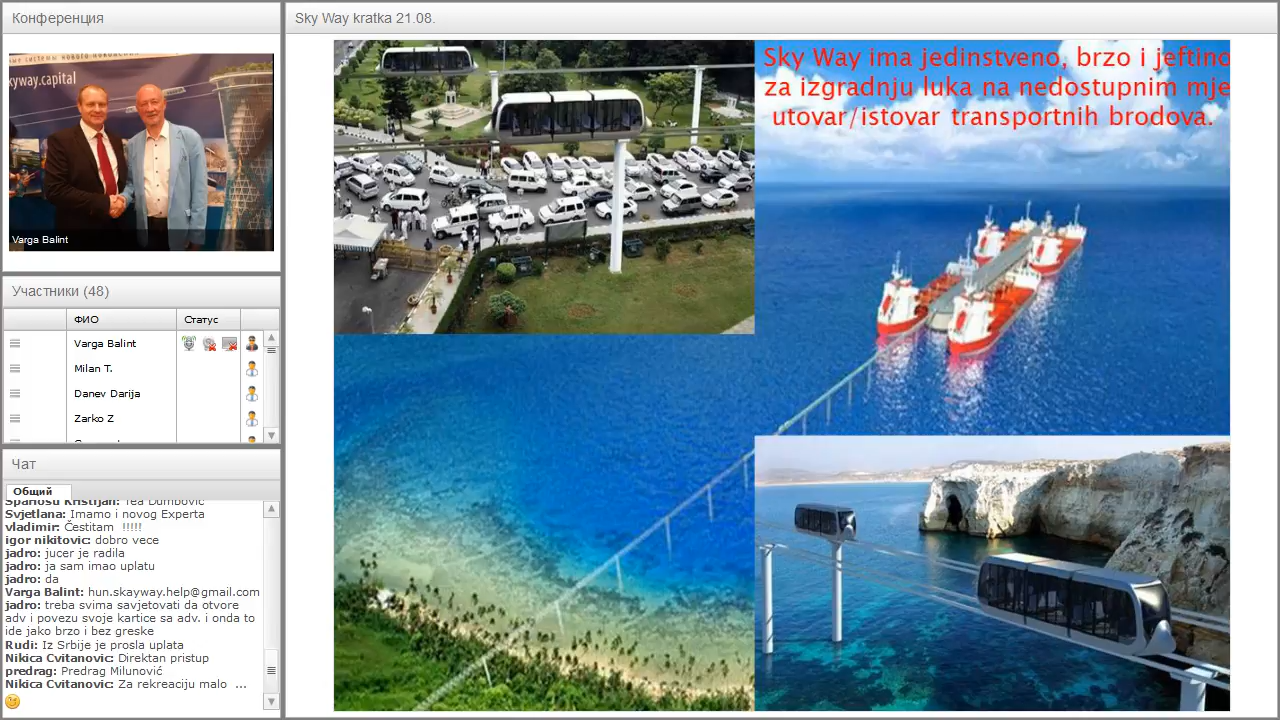 Конференция
skyway.capital
Varga Balint
Участники (48)
ФИО
Статус
Varga Balint
Milan T.
Danev Darija
Zarko Z
Чат
Общий
Kristijan: Tea Dumbovic
Svjetlana: Imamo i novog Experta
vladimir: Čestitam !!!!!
igor nikitovic: dobro vece
jadro: jucer je radila
jadro: ja sam imao uplatu
jadro: da
Varga Balint: hun.skayway.help@gmail.com
jadro: treba svima savjetovati da otvore
adv i povezu svoje kartice sa adv. i onda to
ide jako brzo i bez greske
Rudi: Iz Srbije je prosla uplata
Nikica Cvitanovic: Direktan pristup
predrag: Predrag Milunović
Nikica Cvitanovic: Za rekreaciju malo ...
Sky Way kratka 21.08.
Sky Way ima jedinstveno, brzo i jeftino
za izgradnju luka na nedostupnim mje
utovar/istovar transportnih brodova.